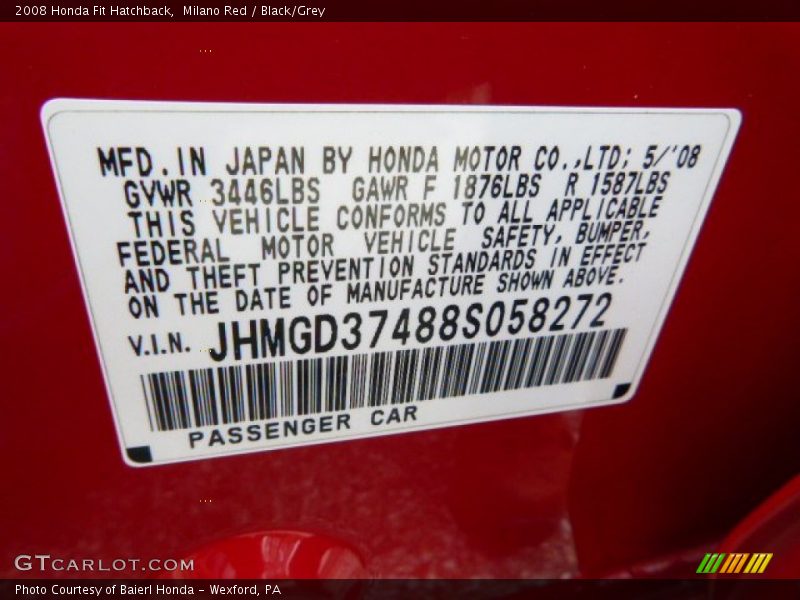 2008 Honda Fit Hatchback,  Milano Red / Black/Grey
MFD. IN JAPAN BY HONDA MOTOR CO.,LTD; 5/'08
GVWR 3446LBS GAWR F 1876LBS R 1587LBS
THIS VEHICLE CONFORMS TO ALL APPLICABLE
FEDERAL MOTOR VEHICLE SAFETY, BUMPER,
AND THEFT PREVENTION STANDARDS IN EFFECT
ON THE DATE OF MANUFACTURE SHOWN ABOVE.
V.I.N. JHMGD37488S058272
PASSENGER CAR
GTCARLOT.COM
Photo Courtesy of Baierl Honda - Wexford, PA